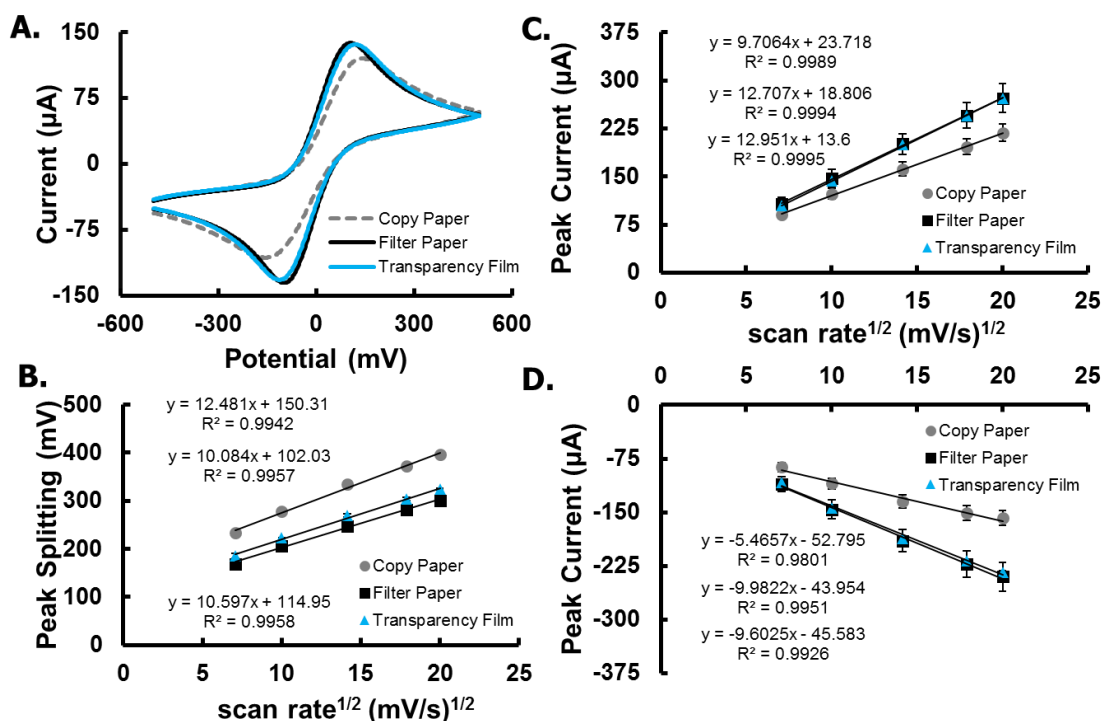 A.
Current (µA)
150
75
0
-75
-150
-600
-300
0
300
600
Potential (mV)
Copy Paper
Filter Paper
Transparency Film
B.
Peak Splitting (mV)
500
400
300
200
100
0
y = 12.481x + 150.31
R² = 0.9942
y = 10.084x + 102.03
R² = 0.9957
y = 10.597x + 114.95
R² = 0.9958
Copy Paper
Filter Paper
Transparency Film
0
5
10
15
20
25
scan rate1/2 (mV/s)1/2
C.
Peak Current (µA)
375
300
225
150
75
0
y = 9.7064x + 23.718
R² = 0.9989
y = 12.707x + 18.806
R² = 0.9994
y = 12.951x + 13.6
R² = 0.9995
Copy Paper
Filter Paper
Transparency Film
0
5
10
15
20
25
scan rate1/2 (mV/s)1/2
D.
0
5
10
15
20
25
Peak Current (µA)
0
-75
-150
-225
-300
-375
Copy Paper
Filter Paper
Transparency Film
y = -5.4657x - 52.795
R² = 0.9801
y = -9.9822x - 43.954
R² = 0.9951
y = -9.6025x - 45.583
R² = 0.9926